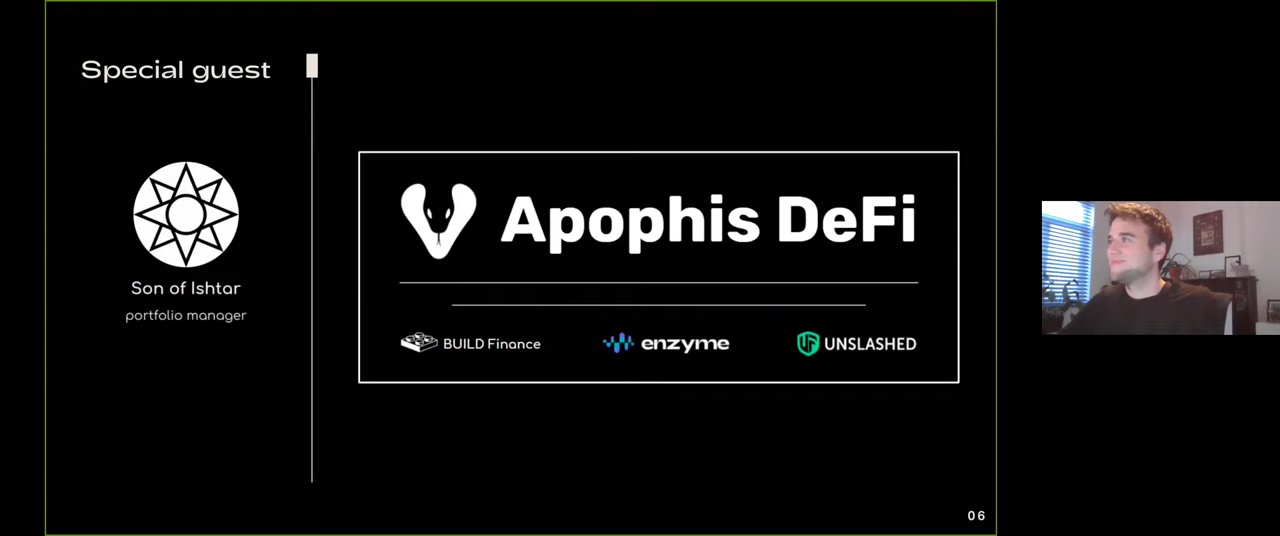 Special guest
Son of Ishtar
portfolio manager
Apophis DeFi
BUILD Finance
enzyme
UNSLASHED
06